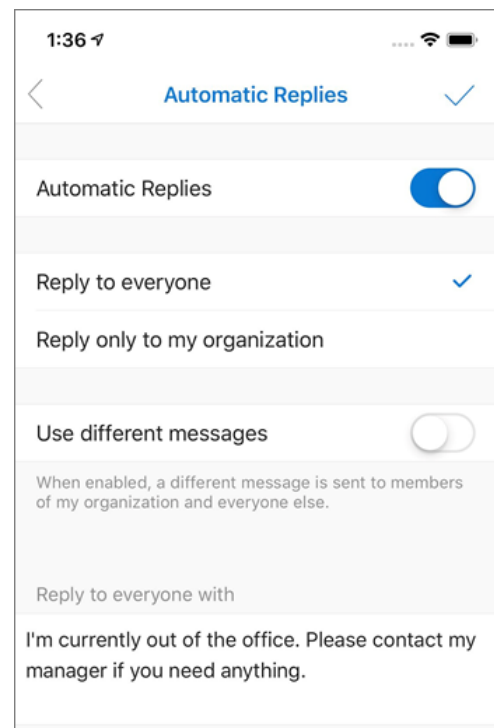 1:36
Automatic Replies
Automatic Replies
Reply to everyone
Reply only to my organization
Use different messages
When enabled, a different message is sent to members
of my organization and everyone else.
Reply to everyone with
I'm currently out of the office. Please contact my
manager if you need anything.